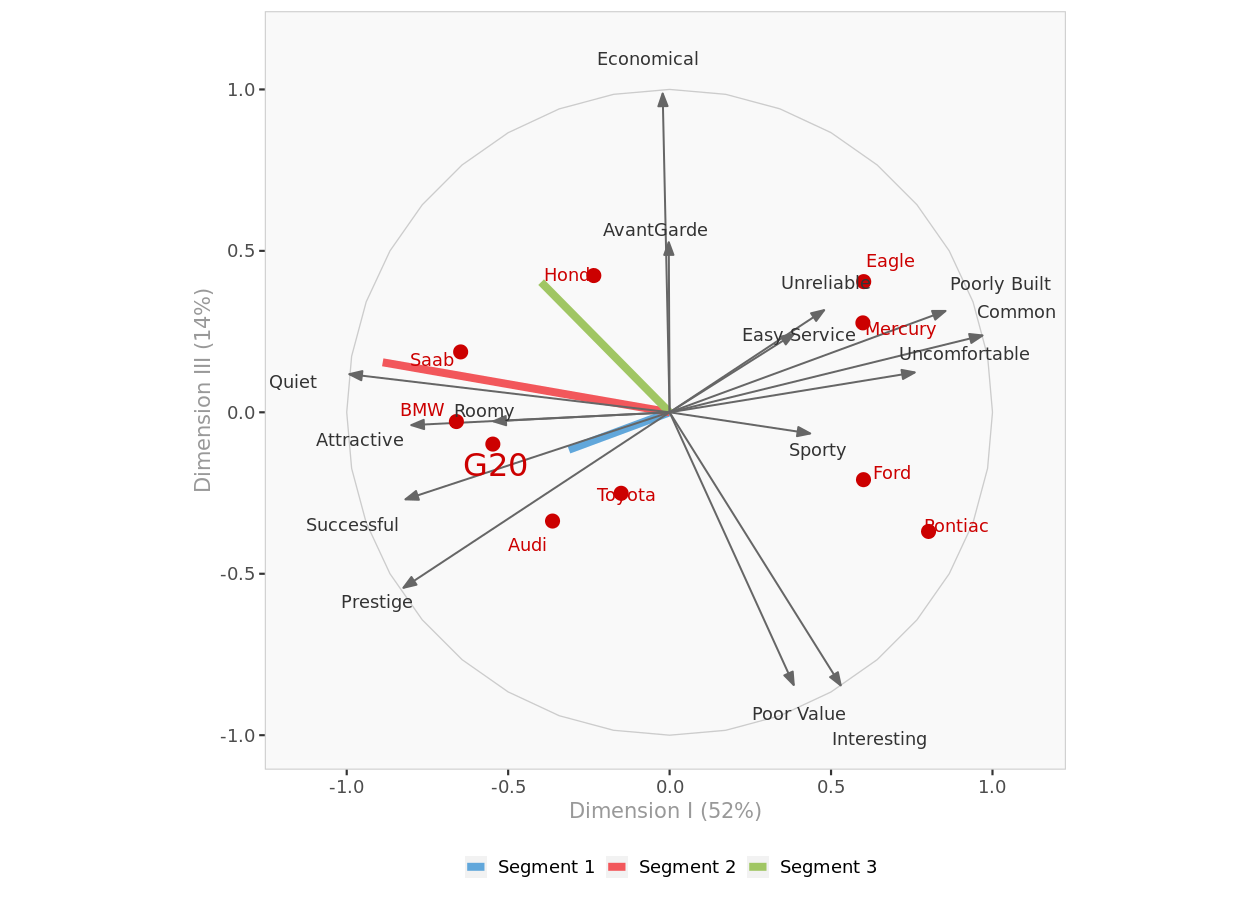 Economical
1.0
AvantGarde
0.5
Eagle
Honda
Unreliable
Poorly Built
Common
Mercury
Easy Service
Uncomfortable
Saab
Quiet
BMW
Roomy
0.0
Attractive
Sporty
G20
Ford
Toyota
Successful
Pontiac
Audi
-0.5
Prestige
Poor Value
-1.0
Interesting
Dimension III (14%)
-1.0 -0.5 0.0 0.5 1.0
Dimension I (52%)
Segment 1 Segment 2 Segment 3